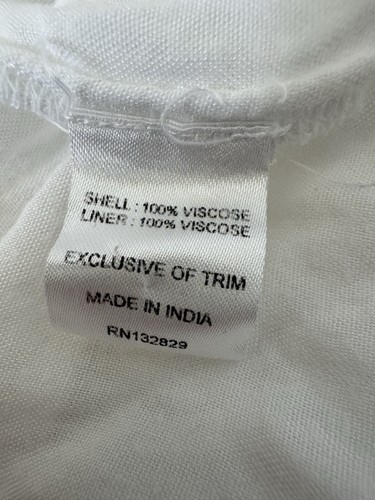 SHELL : 100% VISCOSE
LINER : 100% VISCOSE
EXCLUSIVE OF TRIM
MADE IN INDIA
RN132829